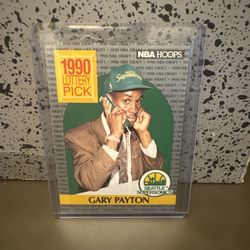 1990
LOTTERY
PICK
NBA HOOPS
Supersonics
GARY PAYTON
SEATTLE
SUPERSONICS